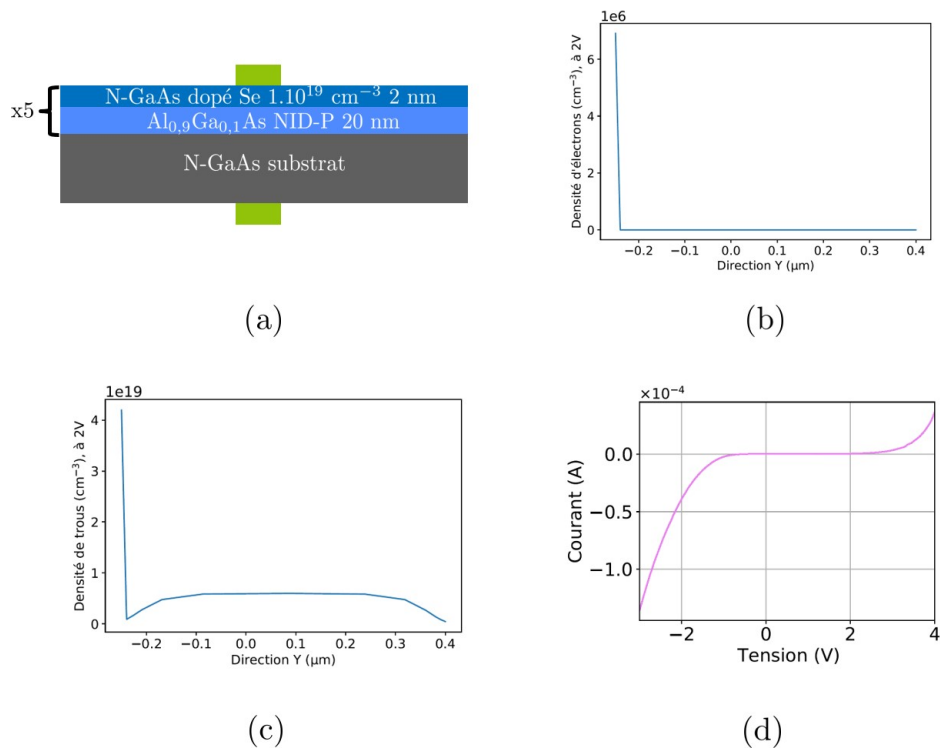 N-GaAs dopé Se 1.10¹⁹ cm⁻³ 2 nm
x5
Al₀,₉Ga₀,₁As NID-P 20 nm
N-GaAs substrat
(a)
1e6
Densité d'électrons (cm⁻³), à 2V
6
4
2
0
−0.2 −0.1 0.0 0.1 0.2 0.3 0.4
Direction Y (µm)
(b)
1e19
Densité de trous (cm⁻³), à 2V
4
3
2
1
0
−0.2 −0.1 0.0 0.1 0.2 0.3 0.4
Direction Y (µm)
(c)
×10⁻⁴
Courant (A)
0.0
−0.5
−1.0
−2 0 2 4
Tension (V)
(d)